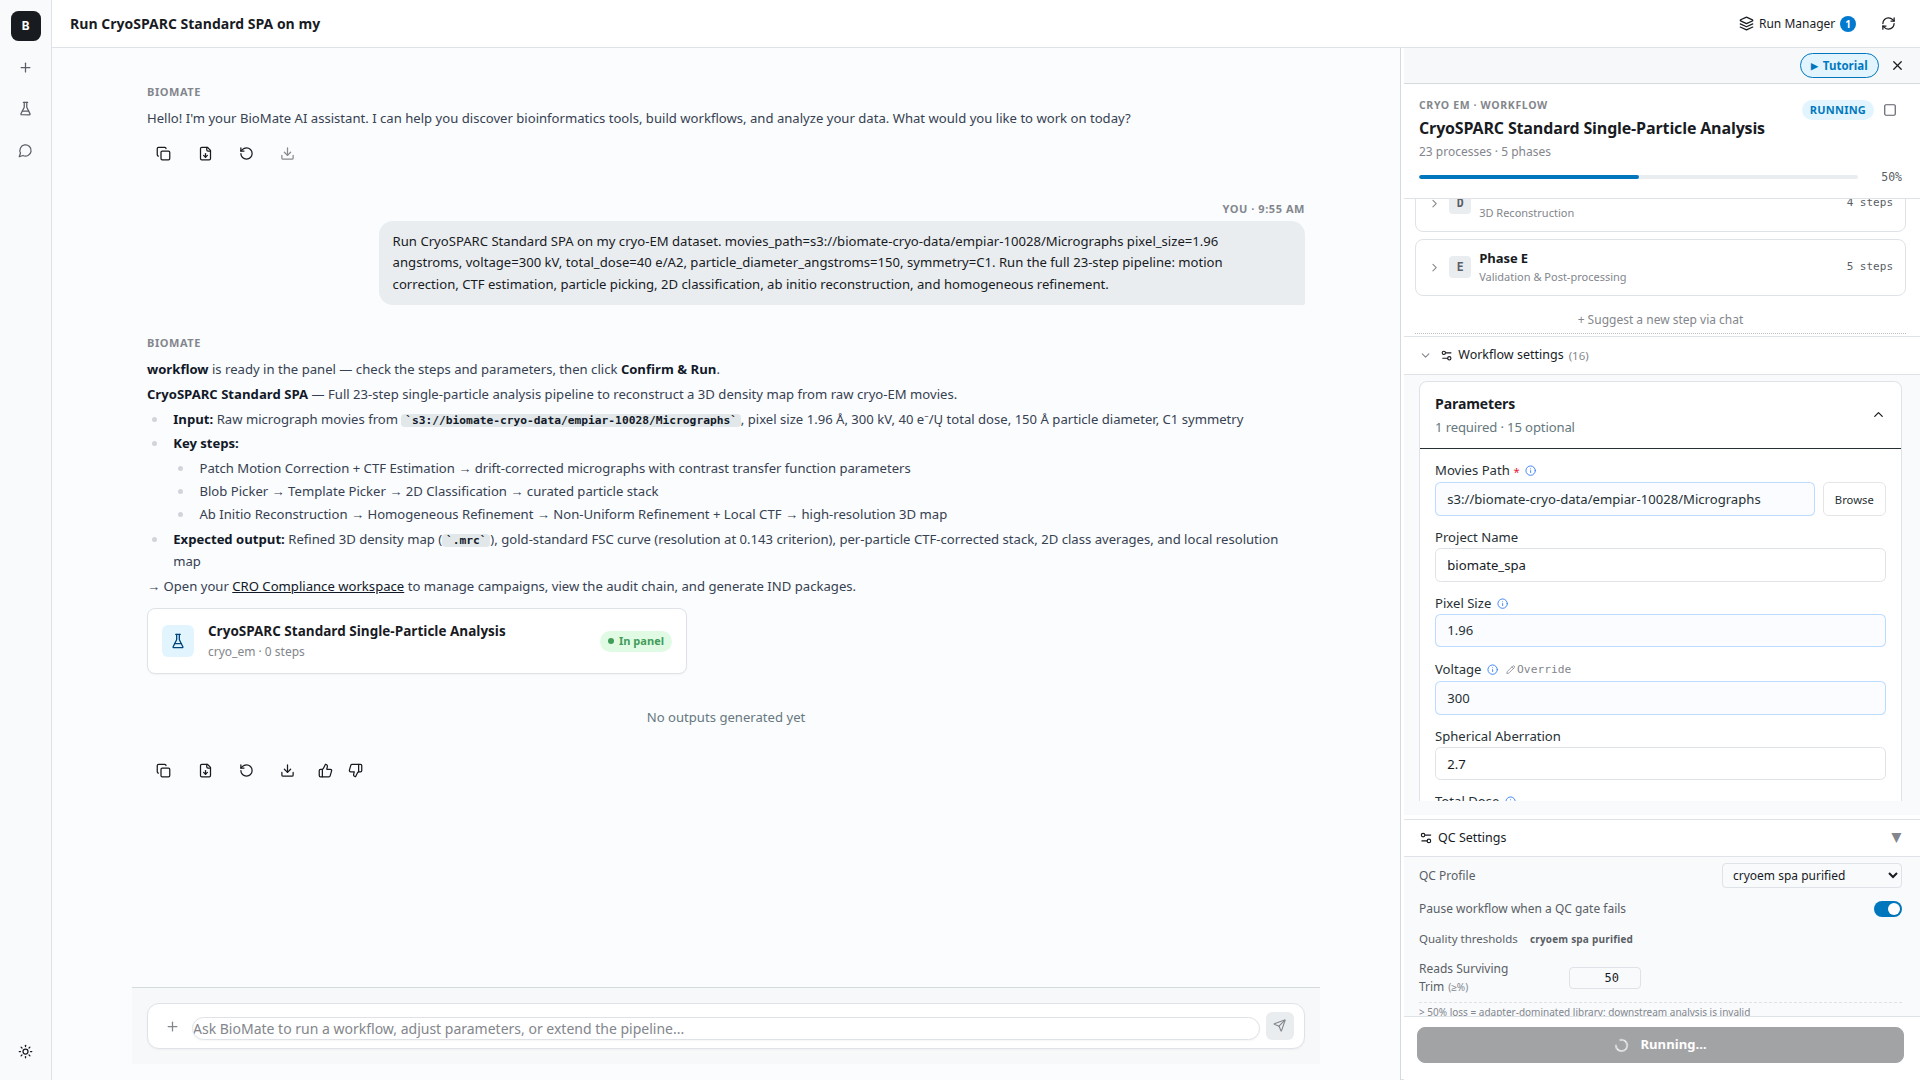 B
Run CryoSPARC Standard SPA on my
Run Manager 1
BIOMATE
Hello! I'm your BioMate AI assistant. I can help you discover bioinformatics tools, build workflows, and analyze your data. What would you like to work on today?
YOU · 9:55 AM
Run CryoSPARC Standard SPA on my cryo-EM dataset. movies_path=s3://biomate-cryo-data/empiar-10028/Micrographs pixel_size=1.96
angstroms, voltage=300 kV, total_dose=40 e/A2, particle_diameter_angstroms=150, symmetry=C1. Run the full 23-step pipeline: motion
correction, CTF estimation, particle picking, 2D classification, ab initio reconstruction, and homogeneous refinement.
BIOMATE
workflow is ready in the panel — check the steps and parameters, then click Confirm & Run.
CryoSPARC Standard SPA — Full 23-step single-particle analysis pipeline to reconstruct a 3D density map from raw cryo-EM movies.
Input: Raw micrograph movies from `s3://biomate-cryo-data/empiar-10028/Micrographs`, pixel size 1.96 Å, 300 kV, 40 e⁻/Ų total dose, 150 Å particle diameter, C1 symmetry
Key steps:
Patch Motion Correction + CTF Estimation → drift-corrected micrographs with contrast transfer function parameters
Blob Picker → Template Picker → 2D Classification → curated particle stack
Ab Initio Reconstruction → Homogeneous Refinement → Non-Uniform Refinement + Local CTF → high-resolution 3D map
Expected output: Refined 3D density map (`.mrc`), gold-standard FSC curve (resolution at 0.143 criterion), per-particle CTF-corrected stack, 2D class averages, and local resolution
map
→ Open your CRO Compliance workspace to manage campaigns, view the audit chain, and generate IND packages.
CryoSPARC Standard Single-Particle Analysis
cryo_em · 0 steps
In panel
No outputs generated yet
Ask BioMate to run a workflow, adjust parameters, or extend the pipeline...
▶ Tutorial
CRYO EM · WORKFLOW
RUNNING
CryoSPARC Standard Single-Particle Analysis
23 processes · 5 phases
50%
D
3D Reconstruction
4 steps
E
Phase E
Validation & Post-processing
5 steps
+ Suggest a new step via chat
Workflow settings (16)
Parameters
1 required · 15 optional
Movies Path *
s3://biomate-cryo-data/empiar-10028/Micrographs
Browse
Project Name
biomate_spa
Pixel Size
1.96
Voltage Override
300
Spherical Aberration
2.7
Total Dose
QC Settings
QC Profile
cryoem spa purified
Pause workflow when a QC gate fails
Quality thresholds cryoem spa purified
Reads Surviving
Trim (≥%)
50
> 50% loss = adapter-dominated library; downstream analysis is invalid
Running...